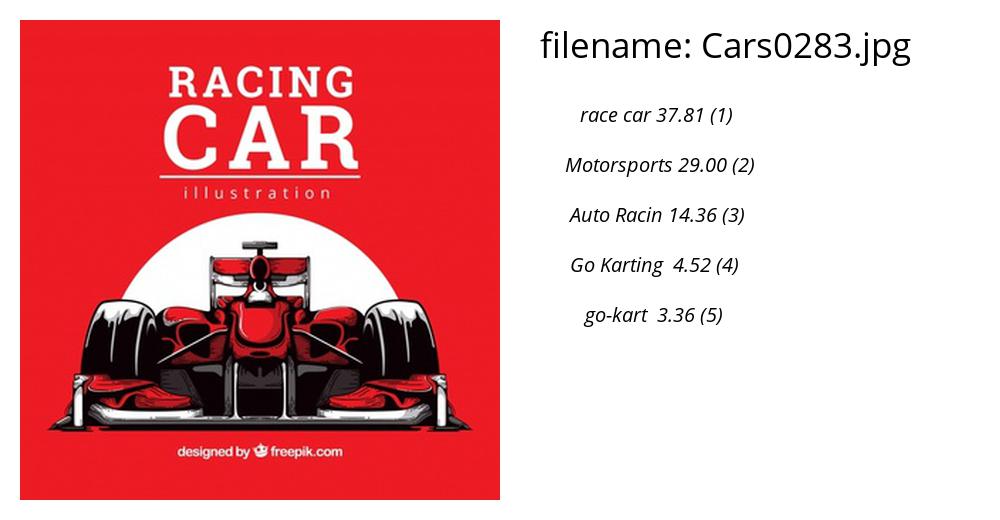 RACING
CAR
illustration
designed by freepik.com
filename: Cars0283.jpg
race car 37.81 (1)
Motorsports 29.00 (2)
Auto Racin 14.36 (3)
Go Karting 4.52 (4)
go-kart 3.36 (5)